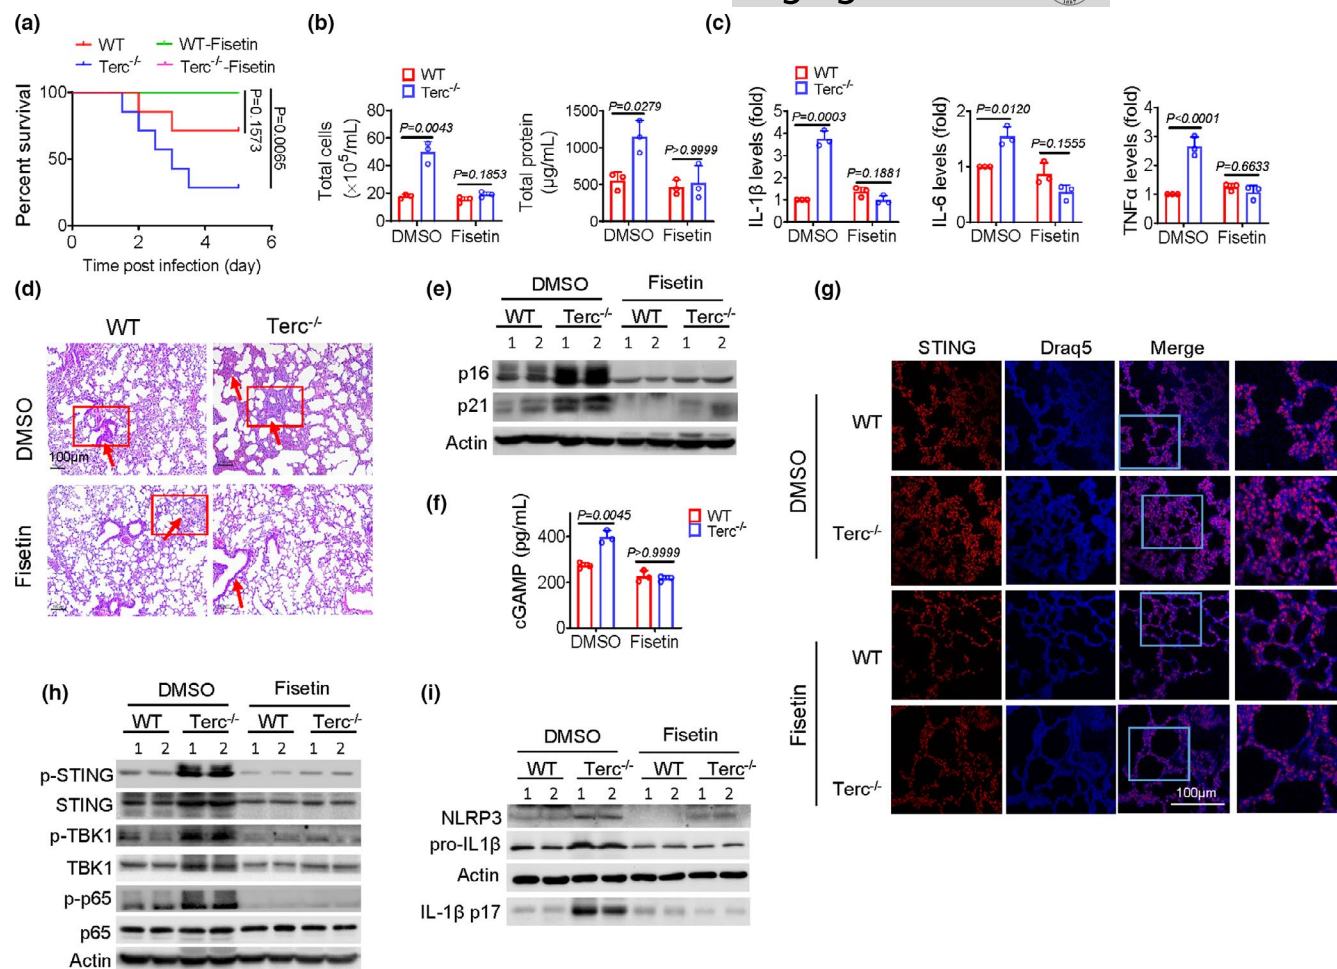 (a)
WT
WT-Fisetin
Terc-/-
Terc-/--Fisetin
Percent survival
100
50
0
0 2 4 6
Time post infection (day)
P=0.1573
P=0.0065
(b)
WT
Terc-/-
Total cells
(×10⁵/mL)
80
60
40
20
0
P=0.0043
P=0.1853
DMSO Fisetin
Total protein
(μg/mL)
1500
1000
500
0
P=0.0279
P>0.9999
DMSO Fisetin
(c)
WT
Terc-/-
IL-1β levels (fold)
5
4
3
2
1
0
P=0.0003
P=0.1881
DMSO Fisetin
IL-6 levels (fold)
2
1
0
P=0.0120
P=0.1555
DMSO Fisetin
TNFα levels (fold)
4
3
2
1
0
P<0.0001
P=0.6633
DMSO Fisetin
(d)
WT Terc-/-
DMSO
100μm
Fisetin
(e)
DMSO Fisetin
WT Terc-/- WT Terc-/-
1 2 1 2 1 2 1 2
p16
p21
Actin
(f)
cGAMP (pg/mL)
400
200
0
P=0.0045
P>0.9999
WT
Terc-/-
DMSO Fisetin
(g)
STING Draq5 Merge
DMSO
WT
Terc-/-
Fisetin
WT
Terc-/-
100μm
(h)
DMSO Fisetin
WT Terc-/- WT Terc-/-
1 2 1 2 1 2 1 2
p-STING
STING
p-TBK1
TBK1
p-p65
p65
Actin
(i)
DMSO Fisetin
WT Terc-/- WT Terc-/-
1 2 1 2 1 2 1 2
NLRP3
pro-IL1β
Actin
IL-1β p17